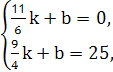 11/6 k + b = 0,
9/4 k + b = 25,